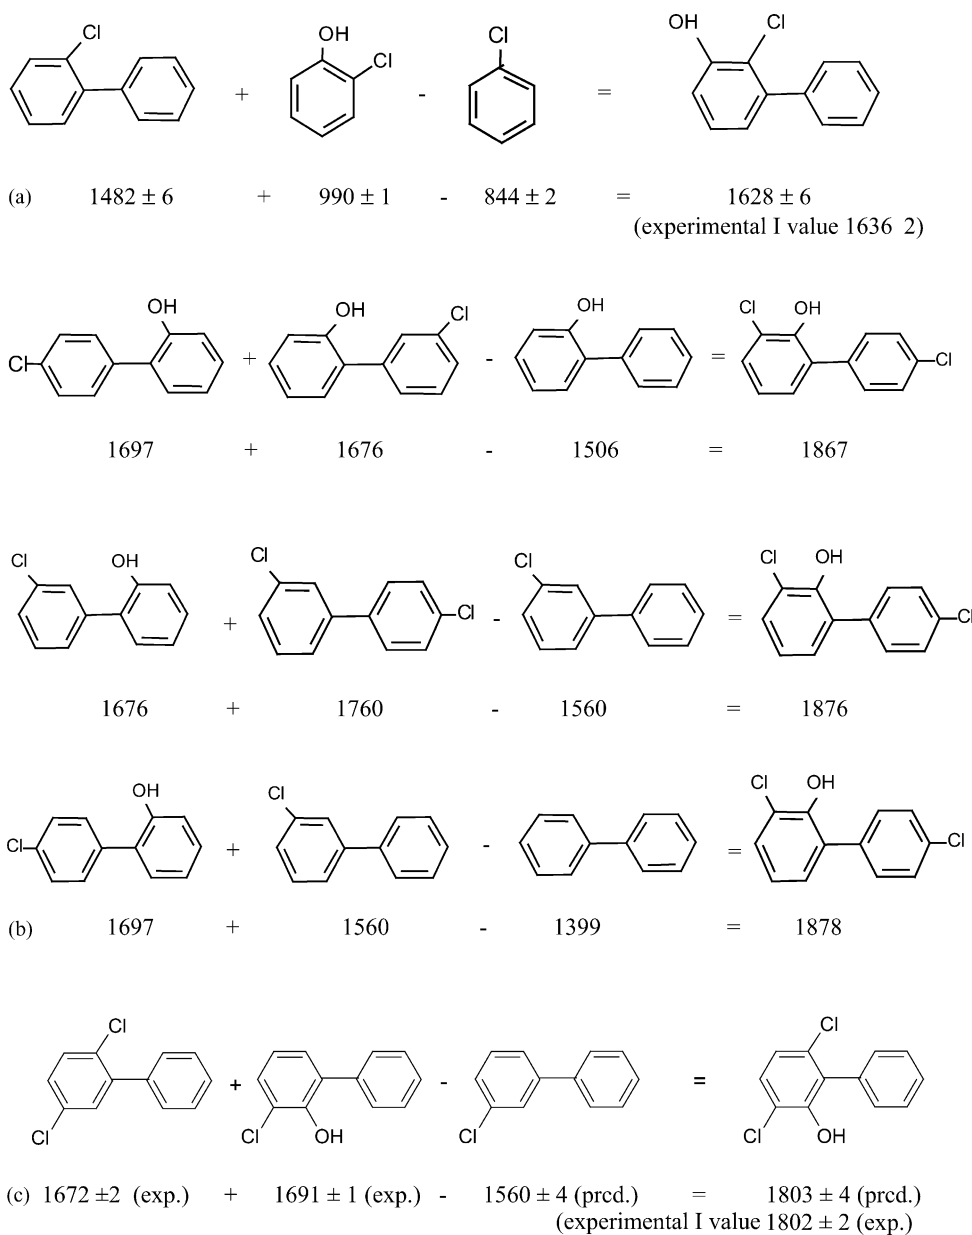 Cl OH Cl Cl OH Cl
+ - =
(a) 1482 ± 6 + 990 ± 1 - 844 ± 2 = 1628 ± 6
(experimental I value 1636 2)
Cl OH + OH Cl - OH = Cl OH Cl
1697 + 1676 - 1506 = 1867
Cl OH + Cl Cl - Cl = Cl OH Cl
1676 + 1760 - 1560 = 1876
Cl OH + Cl - = Cl OH Cl
(b) 1697 + 1560 - 1399 = 1878
Cl Cl + Cl OH - Cl = Cl Cl OH
(c) 1672 ±2 (exp.) + 1691 ± 1 (exp.) - 1560 ± 4 (prcd.) = 1803 ± 4 (prcd.)
(experimental I value 1802 ± 2 (exp.)